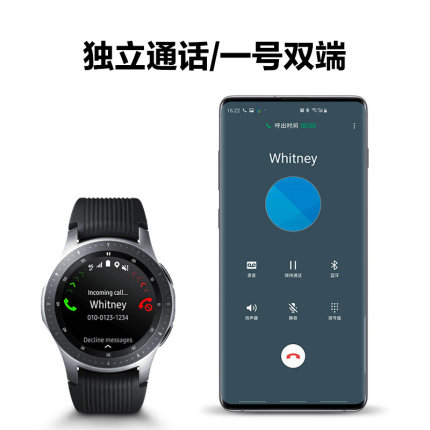 独立通话/一号双端
16:22
呼出时间 00:00
Whitney
录音
保持通话
蓝牙
扬声器
静音
拨号盘
4G
Incoming call...
Whitney
010-0123-1234
Decline messages